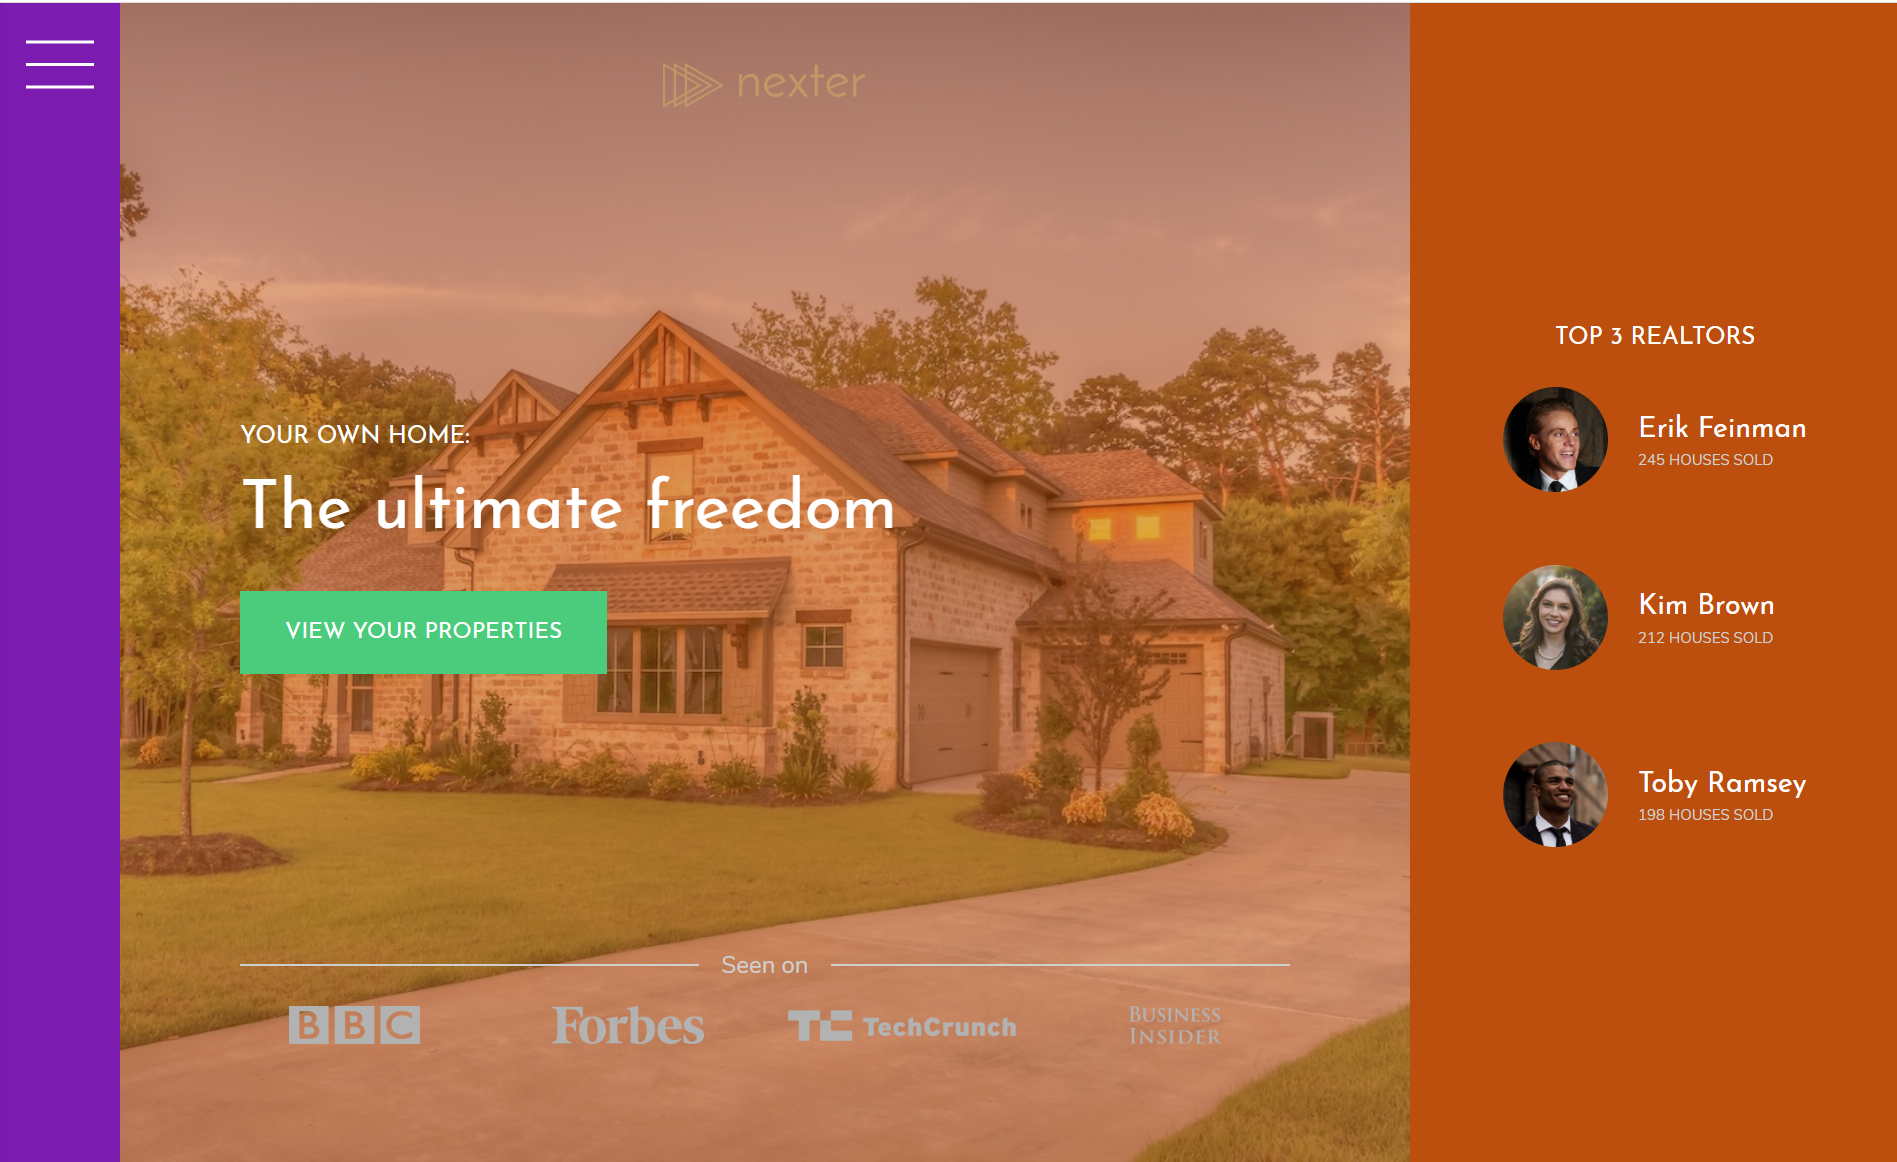 nexter
YOUR OWN HOME:
The ultimate freedom
VIEW YOUR PROPERTIES
Seen on
BBC
Forbes
TC TechCrunch
BUSINESS
INSIDER
TOP 3 REALTORS
Erik Feinman
245 HOUSES SOLD
Kim Brown
212 HOUSES SOLD
Toby Ramsey
198 HOUSES SOLD